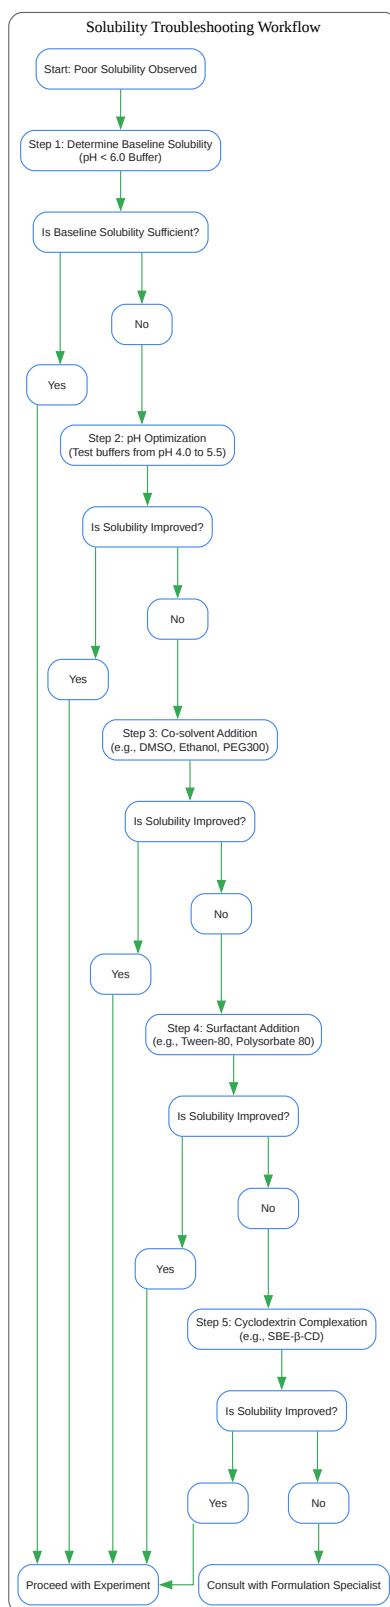 Solubility Troubleshooting Workflow
Start: Poor Solubility Observed
Step 1: Determine Baseline Solubility
(pH < 6.0 Buffer)
Is Baseline Solubility Sufficient?
No
Yes
Step 2: pH Optimization
(Test buffers from pH 4.0 to 5.5)
Is Solubility Improved?
No
Yes
Step 3: Co-solvent Addition
(e.g., DMSO, Ethanol, PEG300)
Is Solubility Improved?
No
Yes
Step 4: Surfactant Addition
(e.g., Tween-80, Polysorbate 80)
Is Solubility Improved?
No
Yes
Step 5: Cyclodextrin Complexation
(e.g., SBE-β-CD)
Is Solubility Improved?
Yes
No
Proceed with Experiment
Consult with Formulation Specialist